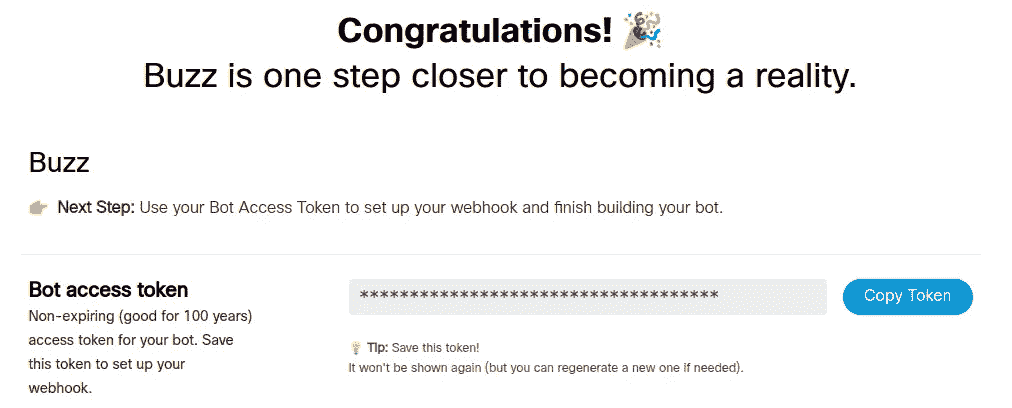 Congratulations! 🎉
Buzz is one step closer to becoming a reality.
Buzz
👉 Next Step: Use your Bot Access Token to set up your webhook and finish building your bot.
Bot access token
Non-expiring (good for 100 years)
access token for your bot. Save
this token to set up your
webhook.
************************************
Copy Token
💡 Tip: Save this token!
It won't be shown again (but you can regenerate a new one if needed).